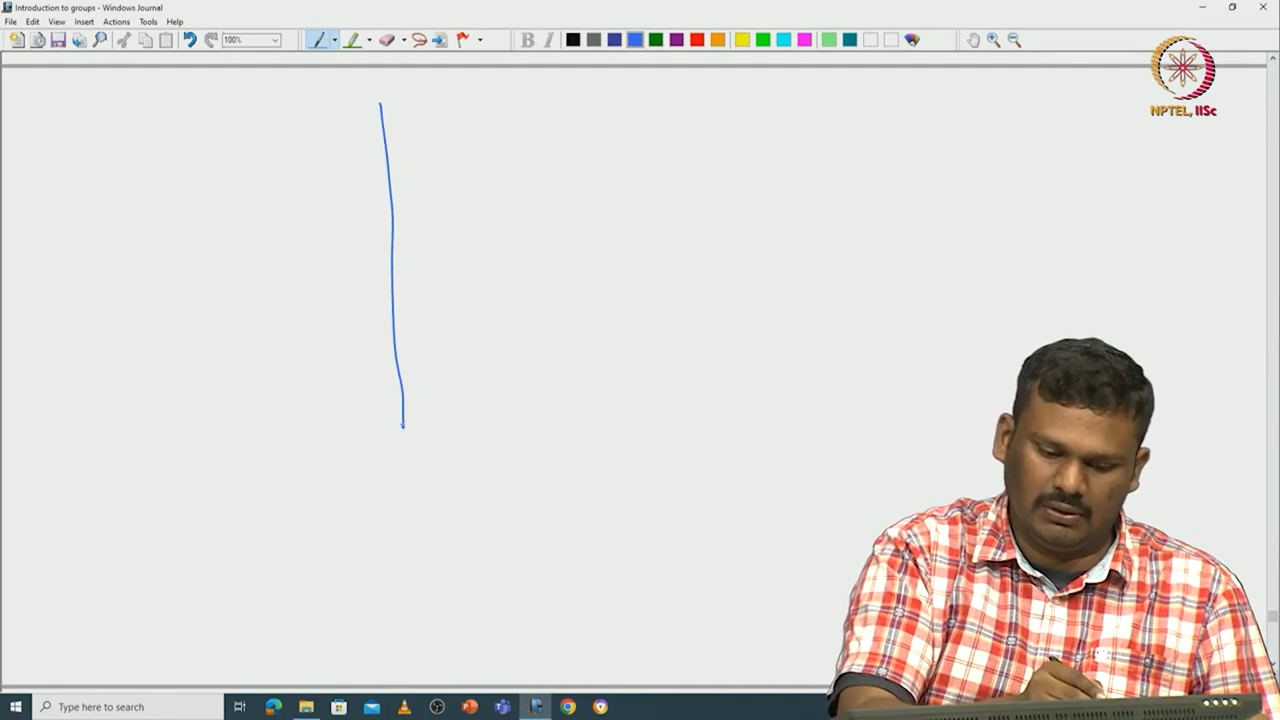 Introduction to groups - Windows Journal
File Edit View Insert Actions Tools Help
100% B I
NPTEL, IISc
Type here to search